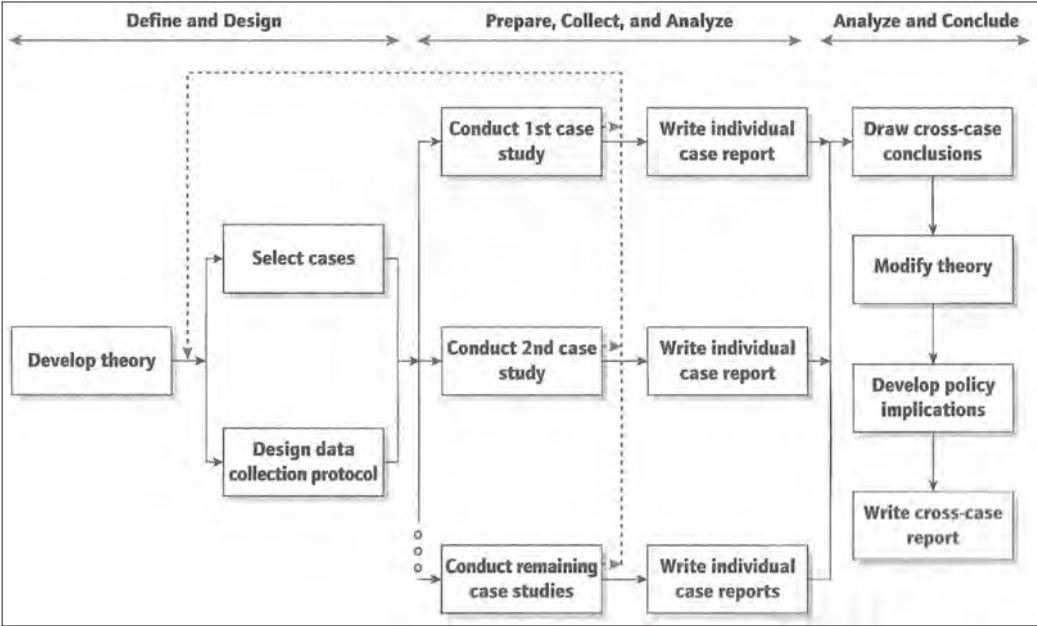 Define and Design
Prepare, Collect, and Analyze
Analyze and Conclude
Conduct 1st case
study
Write individual
case report
Draw cross-case
conclusions
Select cases
Modify theory
Develop theory
Conduct 2nd case
study
Write individual
case report
Develop policy
implications
Design data
collection protocol
Write cross-case
report
Conduct remaining
case studies
Write individual
case reports